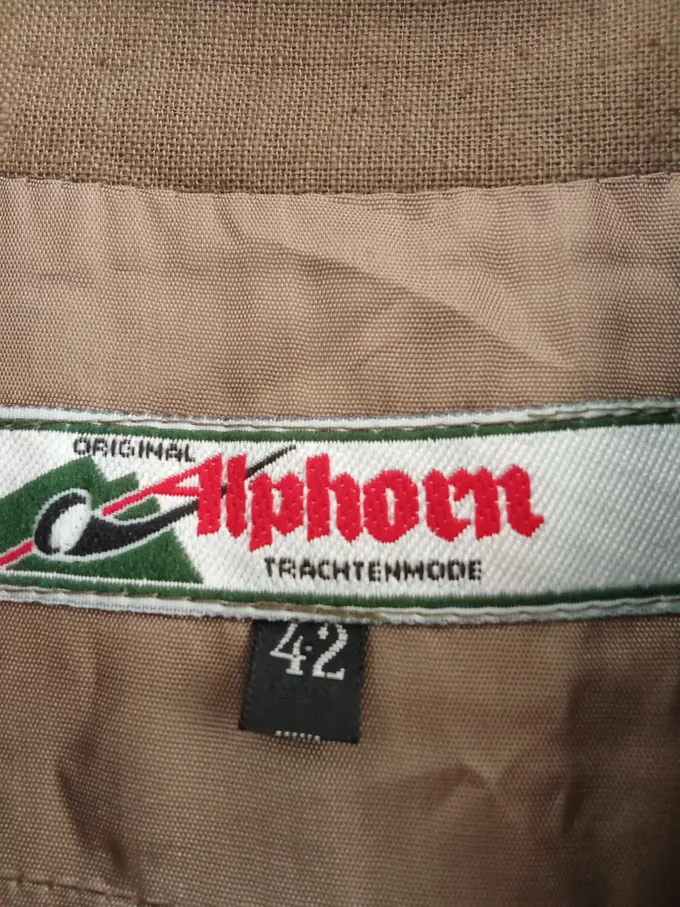 ORIGINAL
Alphorn
TRACHTENMODE
42